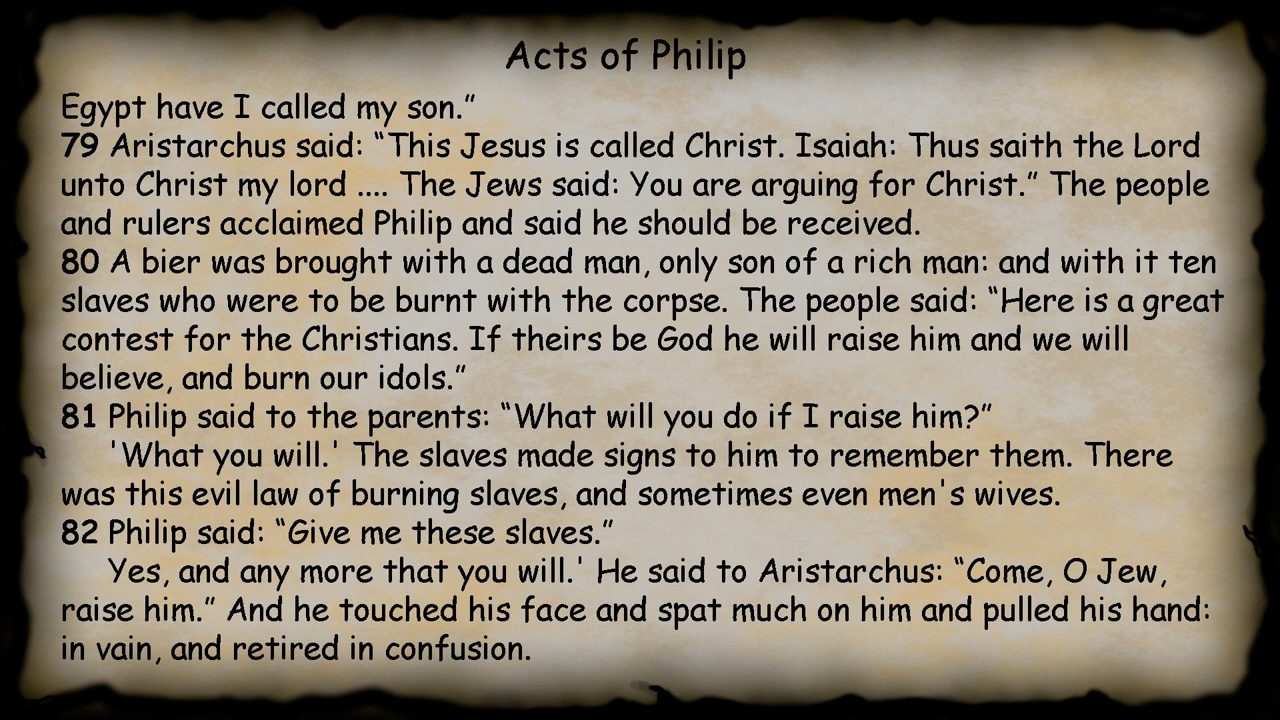 Acts of Philip
Egypt have I called my son.”
79 Aristarchus said: “This Jesus is called Christ. Isaiah: Thus saith the Lord
unto Christ my lord .... The Jews said: You are arguing for Christ.” The people
and rulers acclaimed Philip and said he should be received.
80 A bier was brought with a dead man, only son of a rich man: and with it ten
slaves who were to be burnt with the corpse. The people said: “Here is a great
contest for the Christians. If theirs be God he will raise him and we will
believe, and burn our idols.”
81 Philip said to the parents: “What will you do if I raise him?”
'What you will.' The slaves made signs to him to remember them. There
was this evil law of burning slaves, and sometimes even men's wives.
82 Philip said: “Give me these slaves.”
Yes, and any more that you will.' He said to Aristarchus: “Come, O Jew,
raise him.” And he touched his face and spat much on him and pulled his hand:
in vain, and retired in confusion.